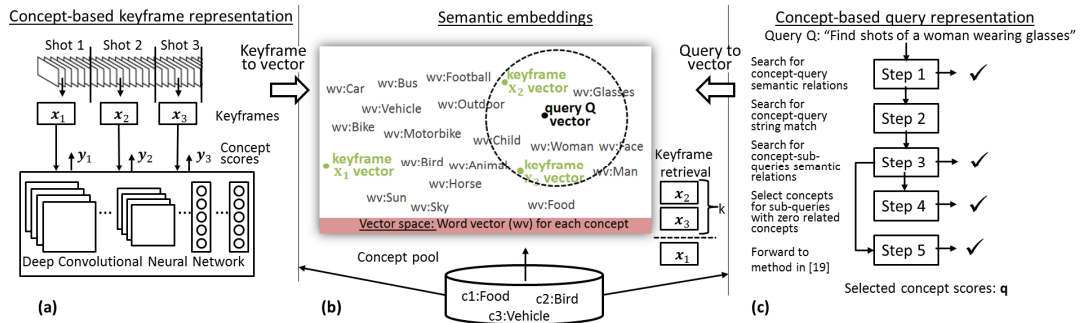 Concept-based keyframe representation
Shot 1 Shot 2 Shot 3
x₁ x₂ x₃ Keyframes
y₁ y₂ y₃ Concept
scores
... ...
Deep Convolutional Neural Network
(a)
Keyframe
to vector
Semantic embeddings
wv:Car
wv:Bus
wv:Football
keyframe
x₂ vector
wv:Glasses
wv:Vehicle
wv:Outdoor
query Q
vector
wv:Bike
wv:Motorbike
wv:Child
wv:Woman
wv:Face
keyframe
x₁ vector
wv:Bird
wv:Animal
keyframe
x₃ vector
wv:Man
wv:Horse
wv:Sun
wv:Sky
wv:Food
Vector space: Word vector (wv) for each concept
Concept pool
c1:Food
c2:Bird
c3:Vehicle
(b)
Query to
vector
Keyframe
retrieval
x₂
x₃
k
x₁
Concept-based query representation
Query Q: “Find shots of a woman wearing glasses”
Search for
concept-query
semantic relations
Step 1 ✓
Search for
concept-query
string match
Step 2
Search for
concept-sub-
queries semantic
relations
Step 3 ✓
Select concepts
for sub-queries
with zero related
concepts
Step 4 ✓
Forward to
method in [19]
Step 5 ✓
Selected concept scores: q
(c)